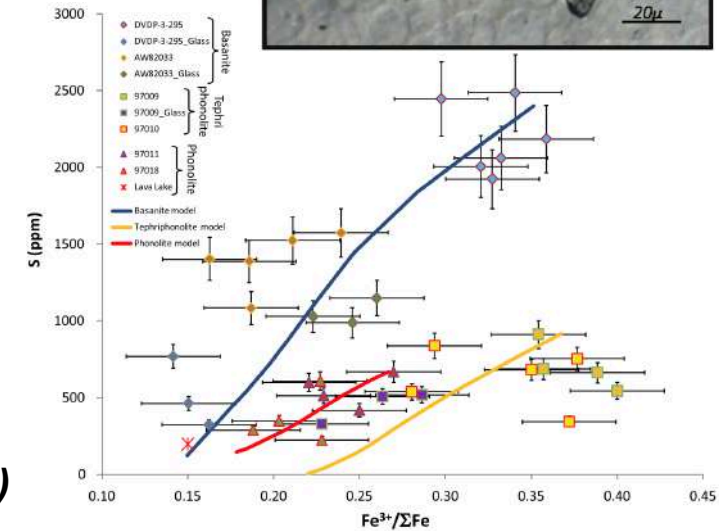 20µ
3000
2500
2000
1500
1000
500
0
S (ppm)
DVDP-3-295
DVDP-3-295_Glass
AW82033
AW82033_Glass
Basanite
97009
97009_Glass
97010
Tephri
phonolite
97011
97018
Lava Lake
Phonolite
Basanite model
Tephriphonolite model
Phonolite model
)
0.10 0.15 0.20 0.25 0.30 0.35 0.40 0.45
Fe³⁺/ΣFe